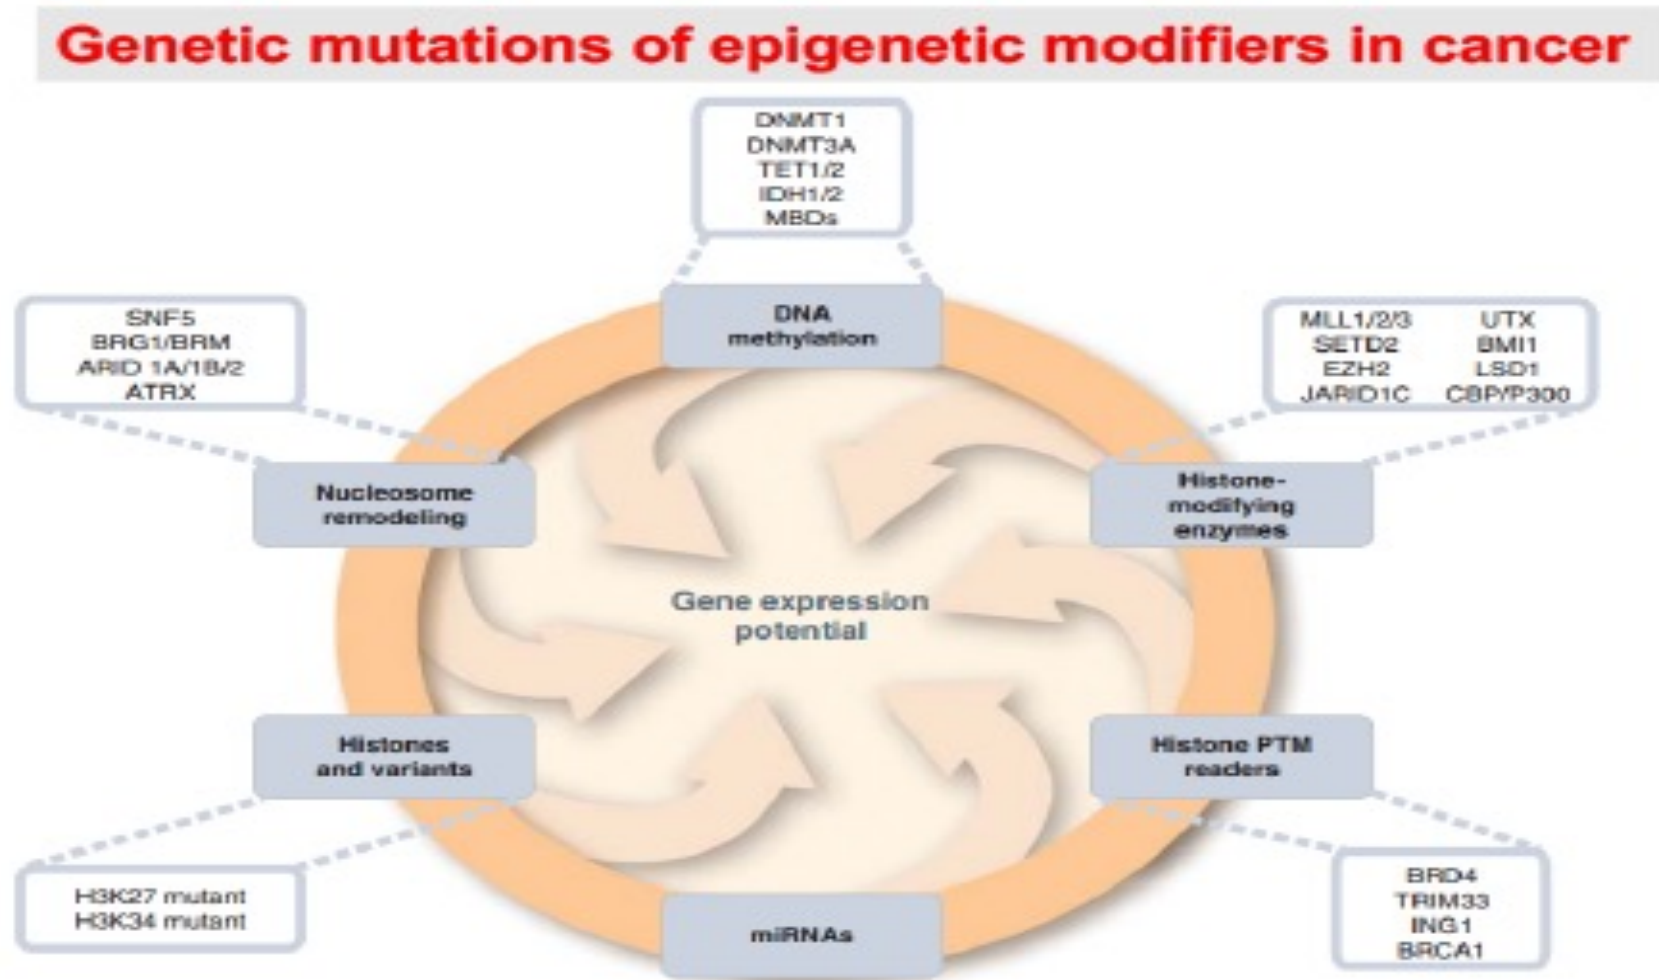 Genetic mutations of epigenetic modifiers in cancer
DNMT1
DNMT3A
TET1/2
IDH1/2
MBDs
DNA
methylation
SNF5
BRG1/BRM
ARID 1A/1B/2
ATRX
Nucleosome
remodeling
MLL1/2/3 UTX
SETD2 BMI1
EZH2 LSD1
JARID1C CBP/P300
Histone-
modifying
enzymes
Gene expression
potential
Histones
and variants
H3K27 mutant
H3K34 mutant
Histone PTM
readers
BRD4
TRIM33
ING1
BRCA1
miRNAs